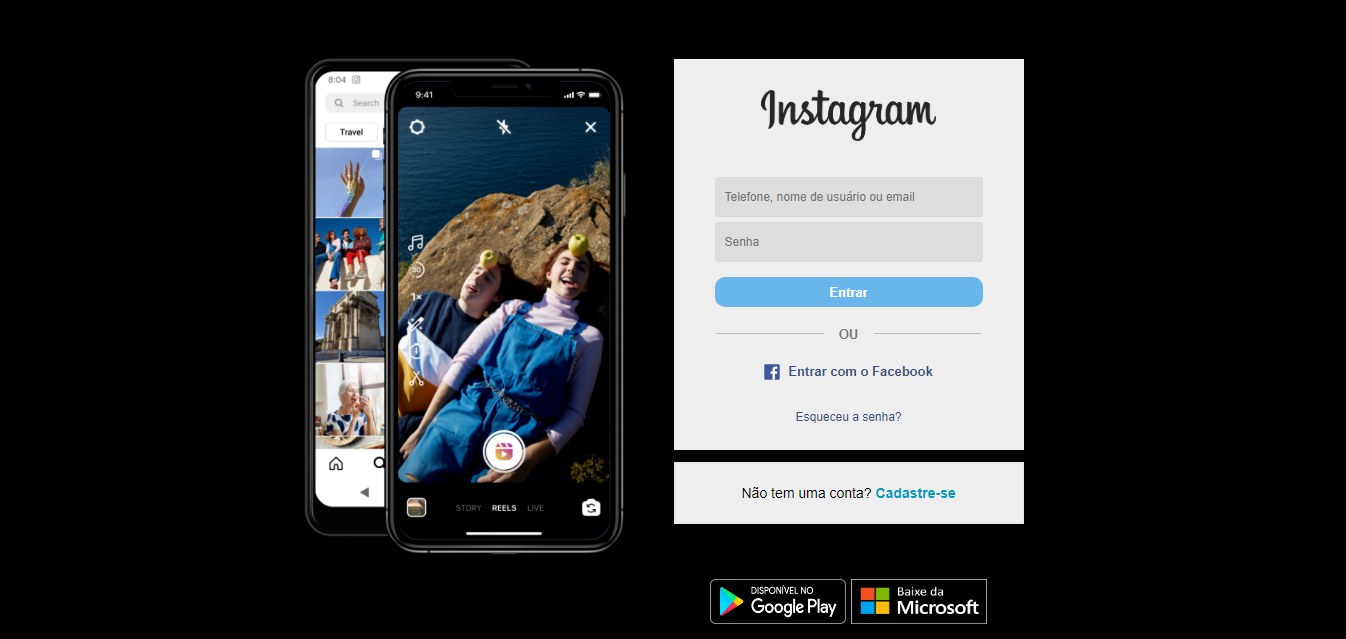 8:04
Search
Travel
9:41
30
1×
STORY REELS LIVE
Instagram
Telefone, nome de usuário ou email
Senha
Entrar
OU
Entrar com o Facebook
Esqueceu a senha?
Não tem uma conta? Cadastre-se
DISPONÍVEL NO
Google Play
Baixe da
Microsoft